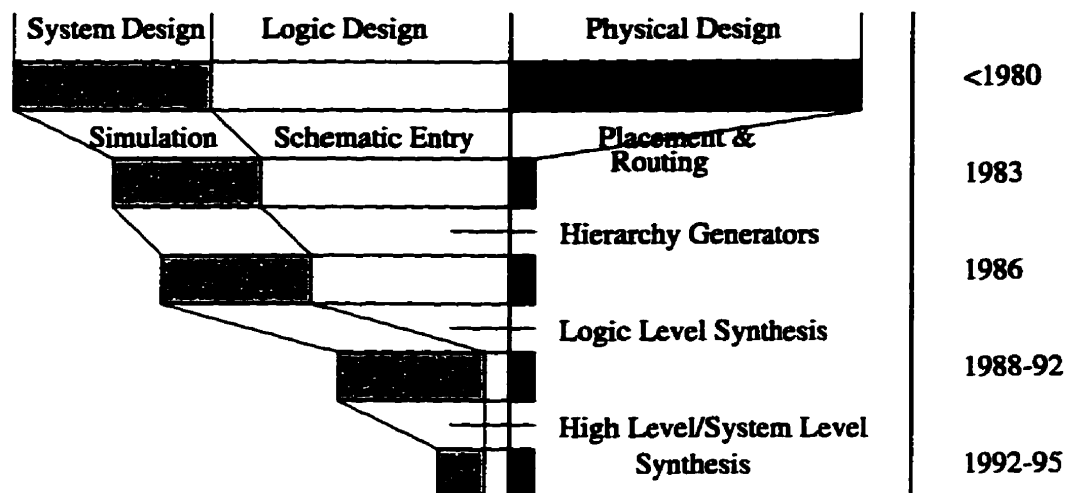 System Design Logic Design Physical Design
<1980
Simulation Schematic Entry Placement &
Routing
1983
Hierarchy Generators
1986
Logic Level Synthesis
1988-92
High Level/System Level
Synthesis
1992-95